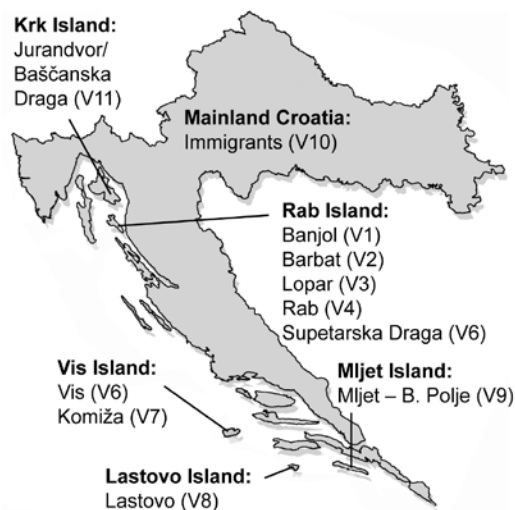 Krk Island:
Jurandvor/
Baščanska
Draga (V11)
Mainland Croatia:
Immigrants (V10)
Rab Island:
Banjol (V1)
Barbat (V2)
Lopar (V3)
Rab (V4)
Supetarska Draga (V6)
Vis Island:
Vis (V6)
Komiža (V7)
Mljet Island:
Mljet – B. Polje (V9)
Lastovo Island:
Lastovo (V8)